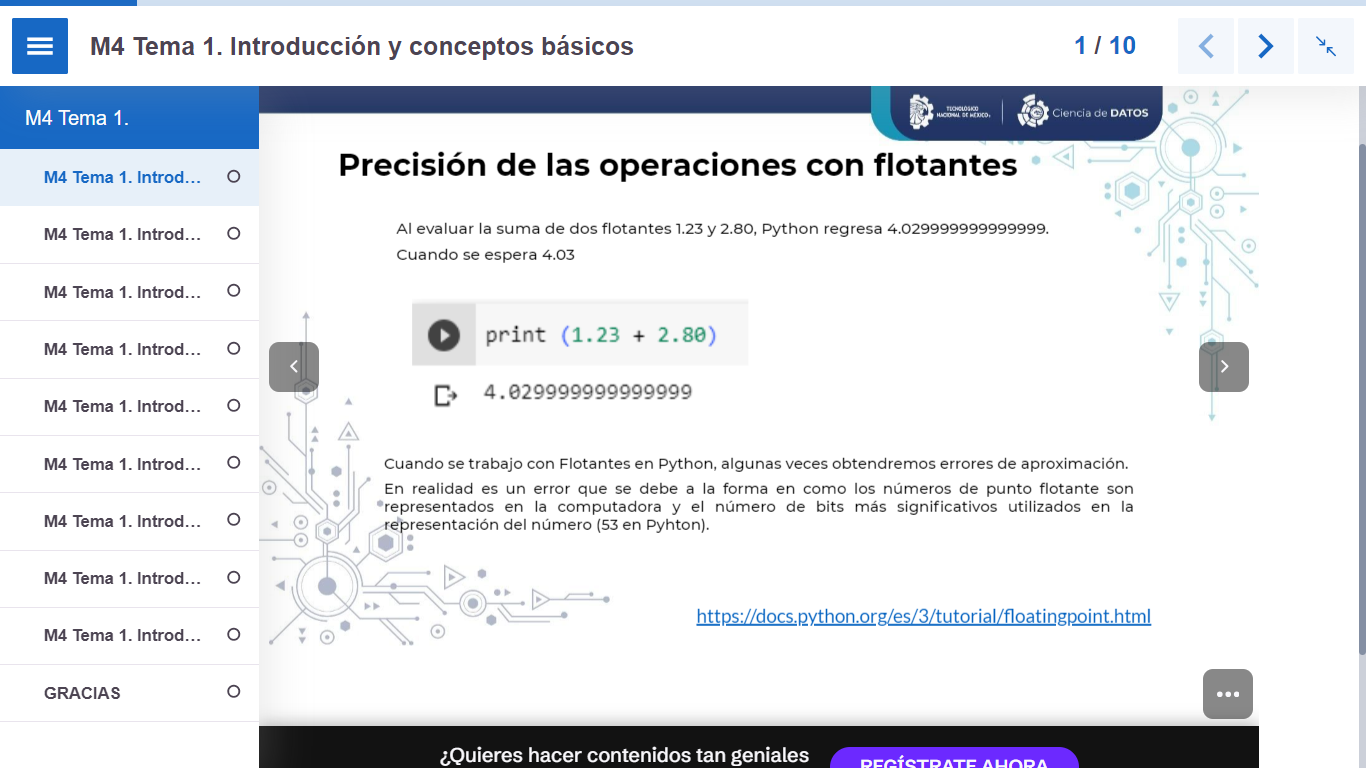 M4 Tema 1. Introducción y conceptos básicos
1 / 10
M4 Tema 1.
M4 Tema 1. Introd...
M4 Tema 1. Introd...
M4 Tema 1. Introd...
M4 Tema 1. Introd...
M4 Tema 1. Introd...
M4 Tema 1. Introd...
M4 Tema 1. Introd...
M4 Tema 1. Introd...
M4 Tema 1. Introd...
GRACIAS
TECNOLÓGICO
NACIONAL DE MÉXICO.
Ciencia de DATOS
Precisión de las operaciones con flotantes
Al evaluar la suma de dos flotantes 1.23 y 2.80, Python regresa 4.029999999999999.
Cuando se espera 4.03
print (1.23 + 2.80)
4.029999999999999
Cuando se trabajo con Flotantes en Python, algunas veces obtendremos errores de aproximación.
En realidad es un error que se debe a la forma en como los números de punto flotante son
representados en la computadora y el número de bits más significativos utilizados en la
representación del número (53 en Pyhton).
https://docs.python.org/es/3/tutorial/floatingpoint.html
¿Quieres hacer contenidos tan geniales
REGÍSTRATE AHORA